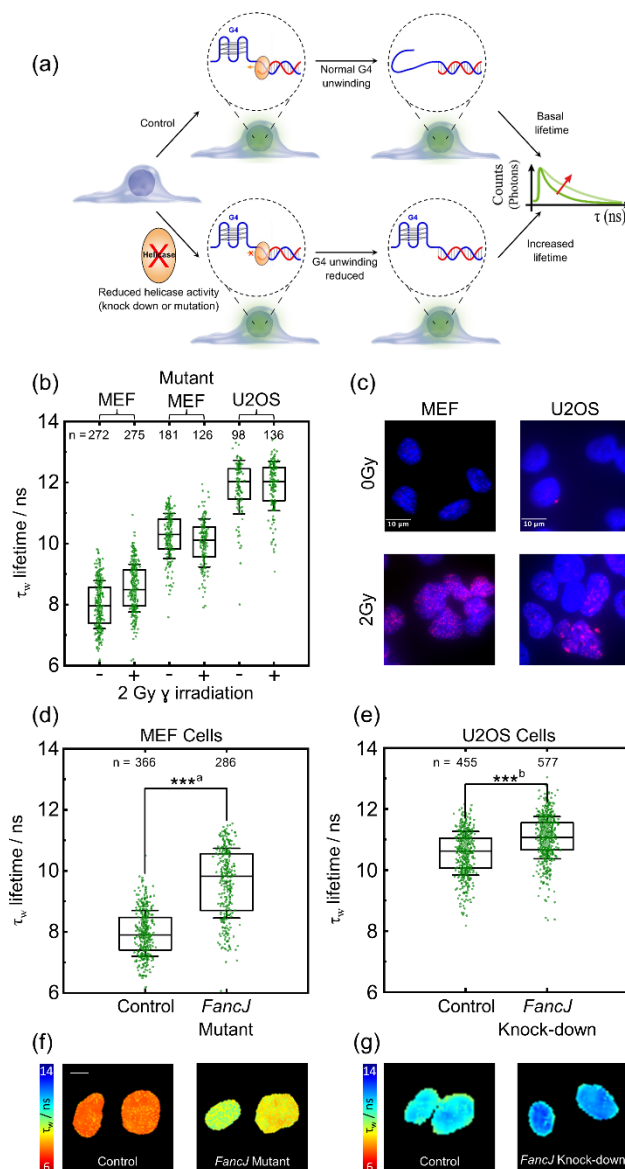 (a)
G4
Normal G4
unwinding
Control
Basal
lifetime
Counts
(Photons)
τ (ns)
Helicase
X
G4
G4
G4 unwinding
reduced
Increased
lifetime
Reduced helicase activity
(knock down or mutation)
(b)
Mutant
MEF MEF U2OS
n = 272 275 181 126 98 136
14
12
10
8
6
τw lifetime / ns
- + - + - +
2 Gy γ irradiation
(c)
MEF U2OS
0Gy
10 μm 10 μm
2Gy
(d)
MEF Cells
n = 366 286
***a
14
12
10
8
6
τw lifetime / ns
Control FancJ
Mutant
(e)
U2OS Cells
n = 455 577
***b
14
12
10
8
6
τw lifetime / ns
Control FancJ
Knock-down
(f)
14
τw / ns
6
Control FancJ Mutant
(g)
14
τw / ns
6
Control FancJ Knock-down